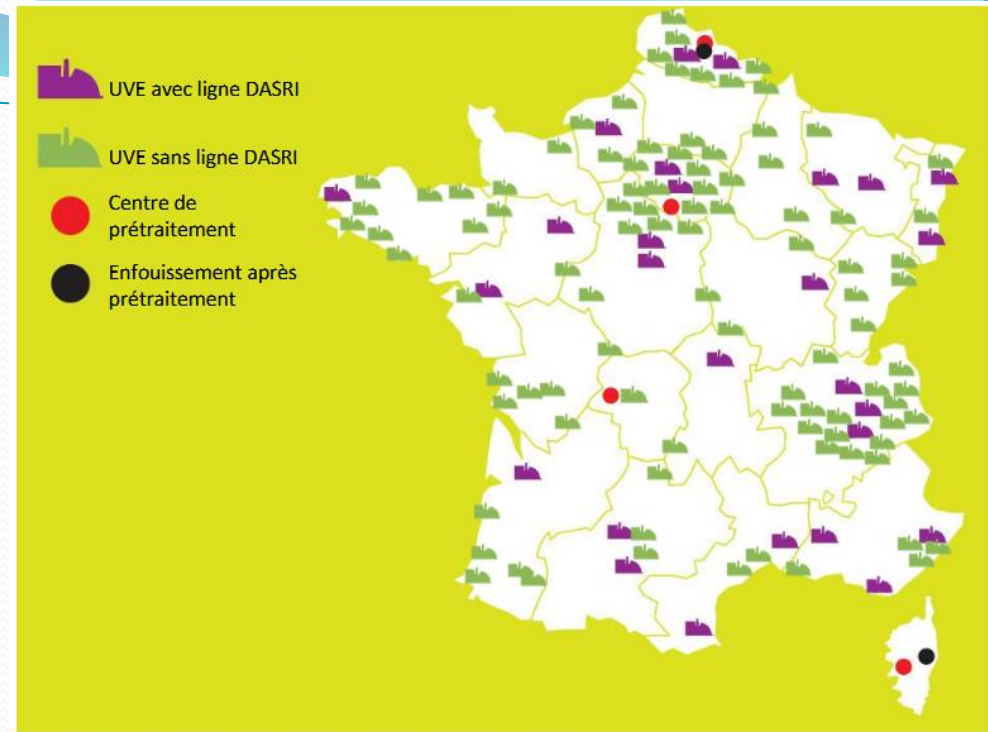 UVE avec ligne DASRI
UVE sans ligne DASRI
Centre de
prétraitement
Enfouissement après
prétraitement